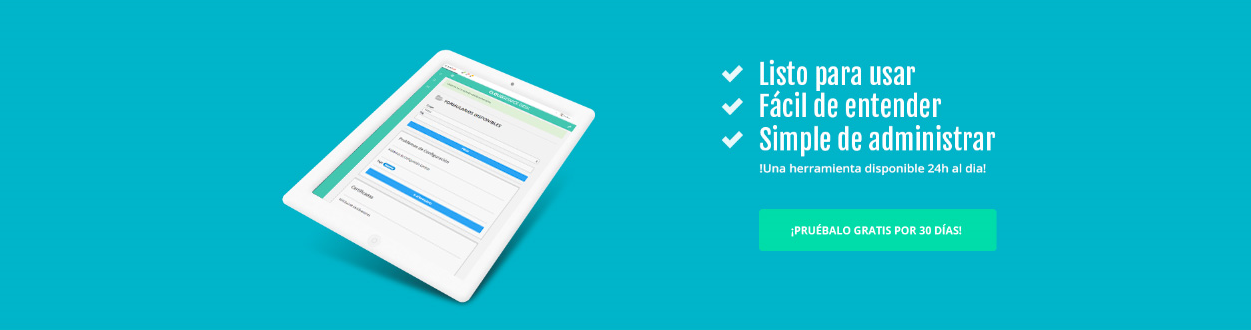 FORMULARIOS DISPONIBLES
Problemas de configuración
Certificados
Listo para usar
Fácil de entender
Simple de administrar
!Una herramienta disponible 24h al dia!
¡PRUÉBALO GRATIS POR 30 DÍAS!